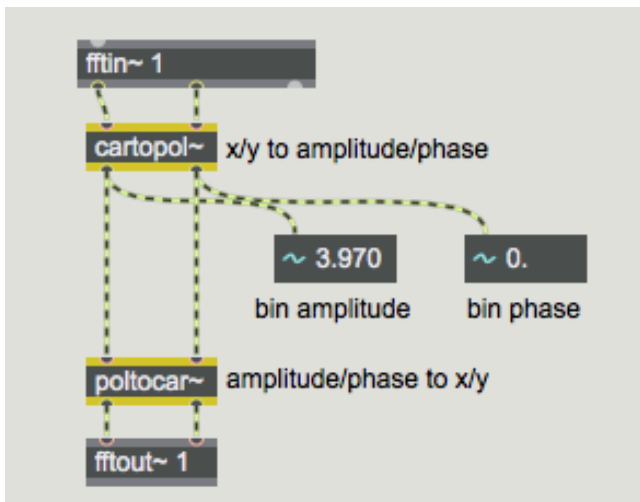 fftin~ 1
cartopol~ x/y to amplitude/phase
~ 3.970 ~ 0.
bin amplitude bin phase
poltocar~ amplitude/phase to x/y
fftout~ 1